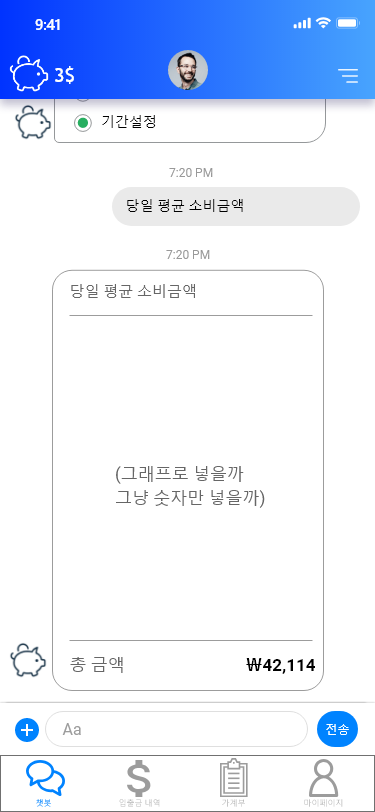 9:41
3$
기간설정
7:20 PM
당일 평균 소비금액
7:20 PM
당일 평균 소비금액
(그래프로 넣을까
그냥 숫자만 넣을까)
총 금액
₩42,114
Aa
전송
챗봇
입출금 내역
가계부
마이페이지